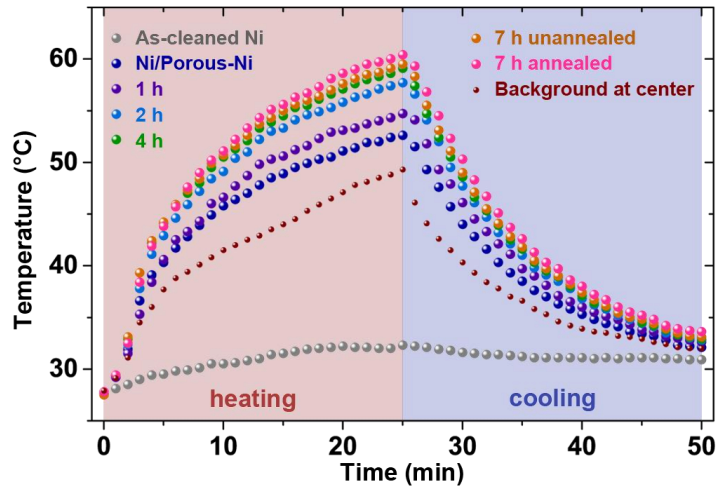 As-cleaned Ni
Ni/Porous-Ni
1 h
2 h
4 h
7 h unannealed
7 h annealed
Background at center
60
50
40
30
Temperature (°C)
heating
cooling
0
10
20
30
40
50
Time (min)